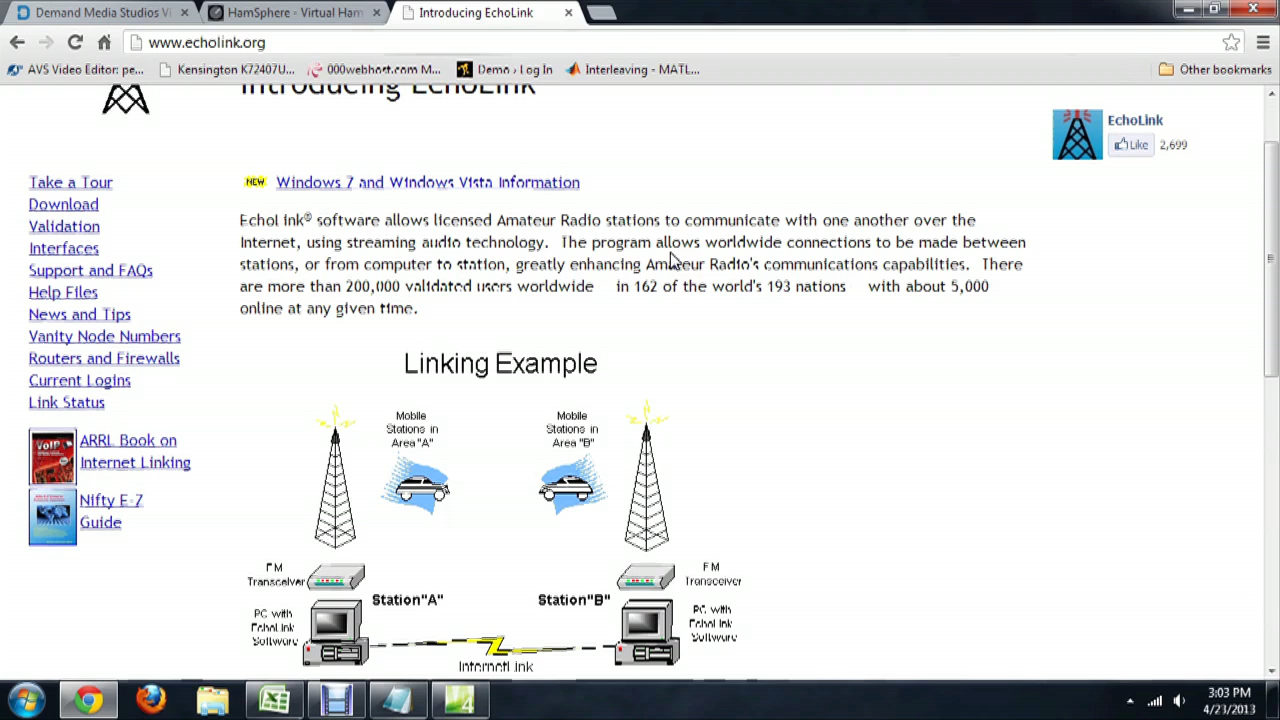 Demand Media Studios Vi
HamSphere - Virtual Ham
Introducing EchoLink
www.echolink.org
AVS Video Editor: pe...
Kensington K72407U...
000webhost.com M...
Demo › Log In
Interleaving - MATL...
Other bookmarks
Introducing EchoLink
EchoLink
Like 2,699
Take a Tour
Download
Validation
Interfaces
Support and FAQs
Help Files
News and Tips
Vanity Node Numbers
Routers and Firewalls
Current Logins
Link Status
VoIP
ARRL Book on
Internet Linking
Nifty E-Z
Guide
NEW Windows 7 and Windows Vista Information
EchoLink® software allows licensed Amateur Radio stations to communicate with one another over the
Internet, using streaming audio technology. The program allows worldwide connections to be made between
stations, or from computer to station, greatly enhancing Amateur Radio's communications capabilities. There
are more than 200,000 validated users worldwide in 162 of the world's 193 nations with about 5,000
online at any given time.
Linking Example
Mobile
Stations in
Area "A"
Mobile
Stations in
Area "B"
FM
Transceiver
FM
Transceiver
Station"A"
Station"B"
PC with
EchoLink
Software
PC with
EchoLink
Software
InternetLink
4
3:03 PM
4/23/2013